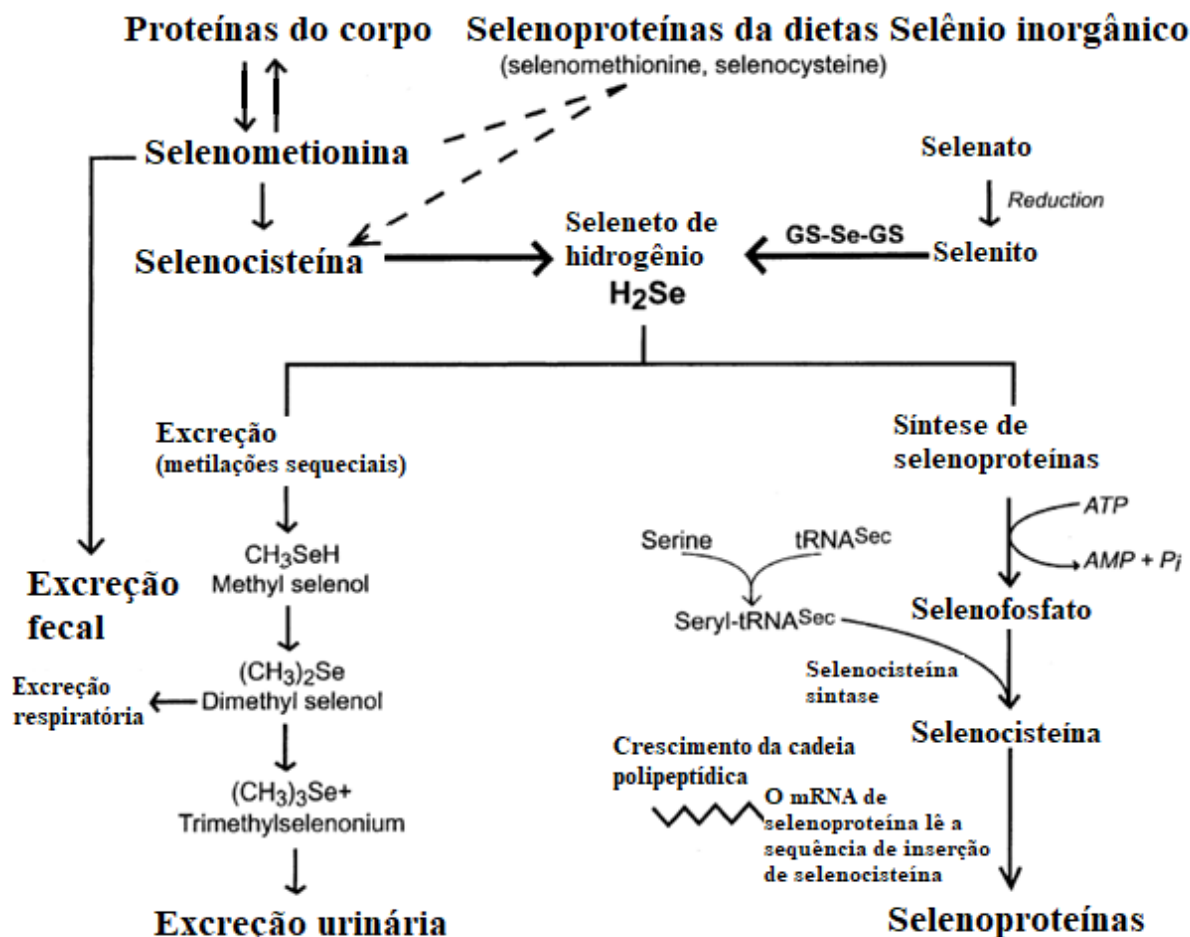 Proteínas do corpo
Selenoproteínas da dietas Selênio inorgânico
(selenomethionine, selenocysteine)
Selenometionina
Selenato
Reduction
Selenocisteína
Seleneto de
hidrogênio
H₂Se
GS-Se-GS
Selenito
Excreção
(metilações sequeciais)
Síntese de
selenoproteínas
CH₃SeH
Methyl selenol
Serine
tRNASec
ATP
AMP + Pi
Excreção
fecal
Seryl-tRNASec
Selenofosfato
(CH₃)₂Se
Dimethyl selenol
Excreção
respiratória
Selenocisteína
sintase
Selenocisteína
Crescimento da cadeia
polipeptídica
(CH₃)₃Se+
Trimethylselenonium
O mRNA de
selenoproteína lê a
sequência de inserção
de selenocisteína
Excreção urinária
Selenoproteínas